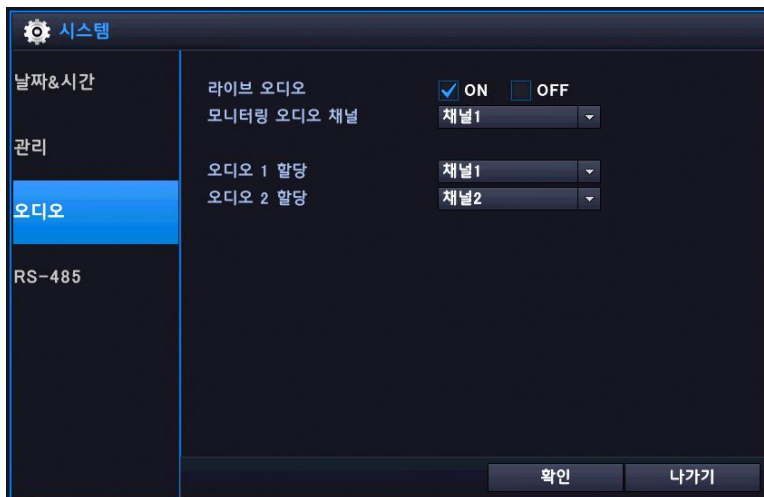 시스템
날짜&시간
관리
오디오
RS-485
라이브 오디오 ON OFF
모니터링 오디오 채널 채널1
오디오 1 할당 채널1
오디오 2 할당 채널2
확인 나가기